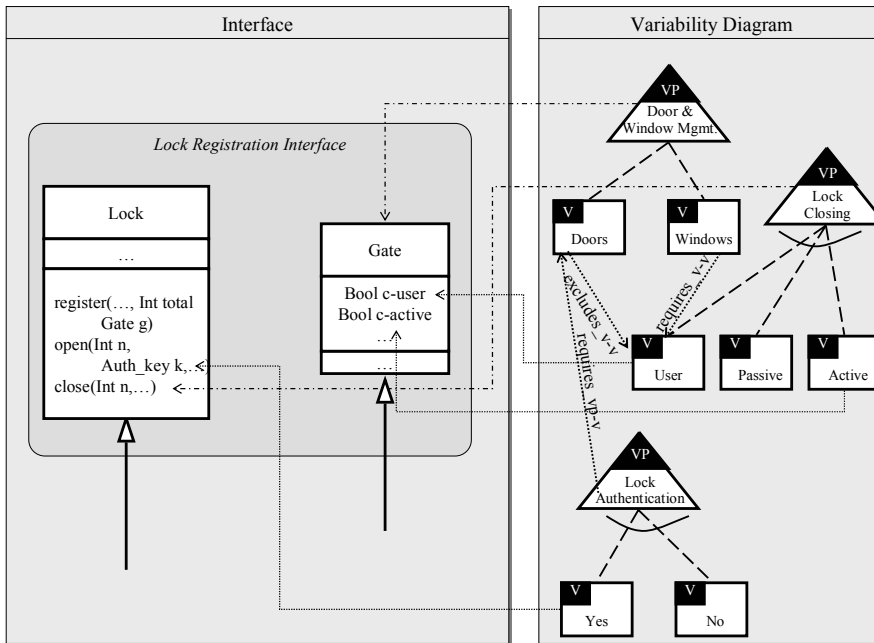 Interface
Variability Diagram
Lock Registration Interface
Lock
…
register(…, Int total
Gate g)
open(Int n,
Auth_key k,…)
close(Int n,…)
Gate
Bool c-user
Bool c-active
…
…
VP
Door &
Window Mgmt.
VP
Lock
Closing
V
Doors
V
Windows
excludes_v-v
requires_v-v
requires_vp-v
V
User
V
Passive
V
Active
VP
Lock
Authentication
V
Yes
V
No